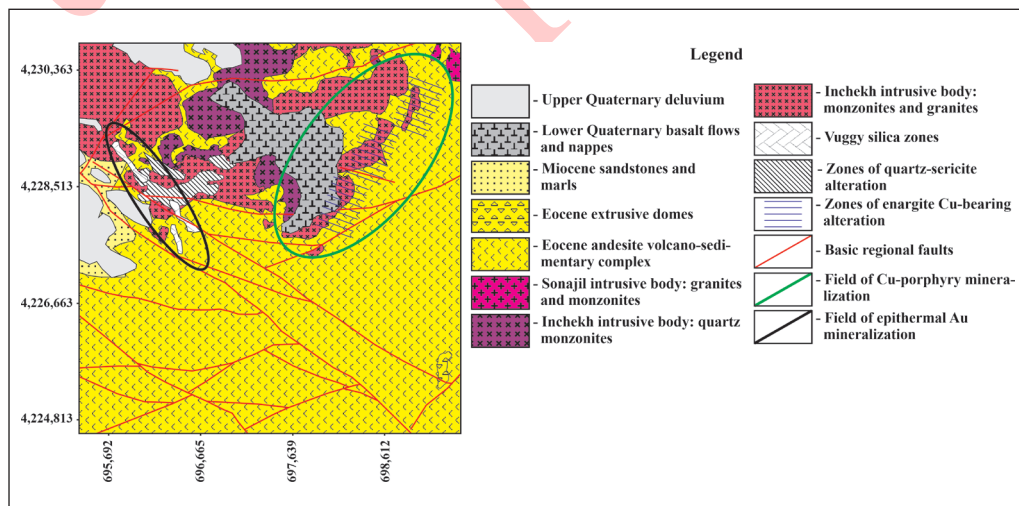 Legend
4,230,363
4,228,513
4,226,663
4,224,813
695,692
696,665
697,639
698,612
- Upper Quaternary deluvium
- Lower Quaternary basalt flows
and nappes
- Miocene sandstones and
marls
- Eocene extrusive domes
- Eocene andesite volcano-sedi-
mentary complex
- Sonajil intrusive body: granites
and monzonites
- Inchekh intrusive body: quartz
monzonites
- Inchekh intrusive body:
monzonites and granites
- Vuggy silica zones
- Zones of quartz-sericite
alteration
- Zones of enargite Cu-bearing
alteration
- Basic regional faults
- Field of Cu-porphyry minera-
lization
- Field of epithermal Au
mineralization